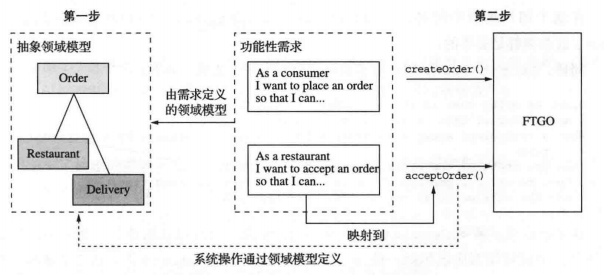 第一步
第二步
抽象领域模型
Order
Restaurant
Delivery
由需求定义
的领域模型
功能性需求
As a consumer
I want to place an order
so that I can...
As a restaurant
I want to accept an order
so that I can...
createOrder()
acceptOrder()
FTGO
映射到
系统操作通过领域模型定义